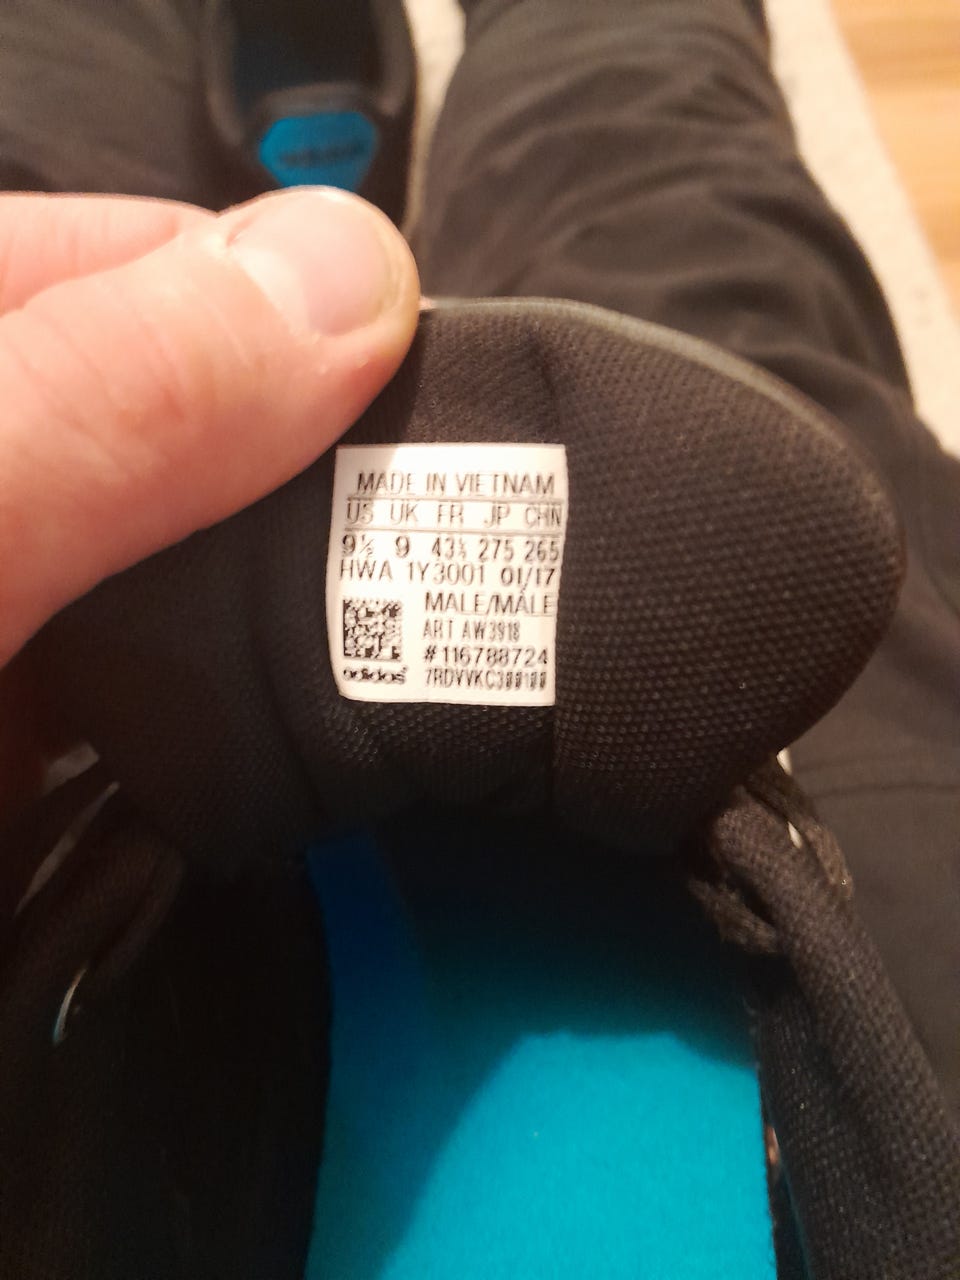 MADE IN VIETNAM
US UK FR JP CHN
9½ 9 43⅓ 275 265
HWA 1Y3001 01/17
MALE/MÂLE
ART AW3918
#116788724
adidas